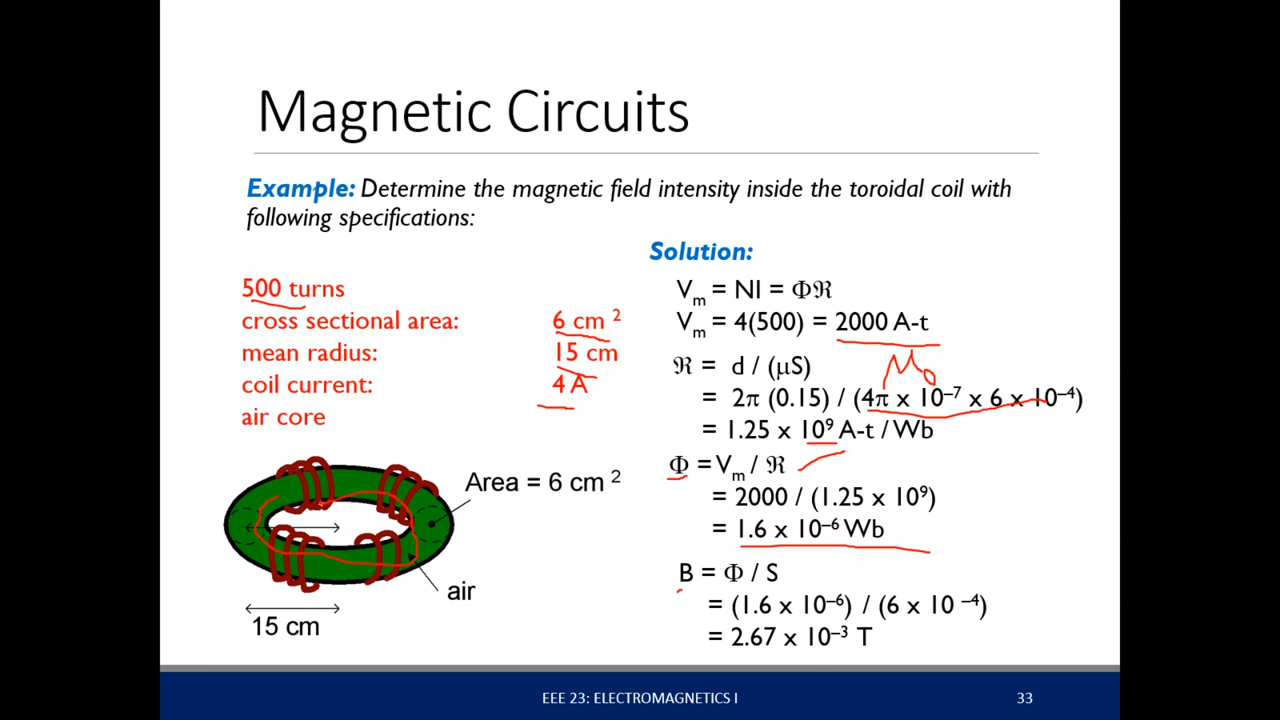 Magnetic Circuits
Example: Determine the magnetic field intensity inside the toroidal coil with
following specifications:
500 turns
cross sectional area: 6 cm ²
mean radius: 15 cm
coil current: 4 A
air core
Area = 6 cm ²
air
15 cm
Solution:
Vm = NI = Φℜ
Vm = 4(500) = 2000 A-t
ℜ = d / (μS)
μ₀
= 2π (0.15) / (4π x 10⁻⁷ x 6 x 10⁻⁴)
= 1.25 x 10⁹ A-t / Wb
Φ = Vm / ℜ
= 2000 / (1.25 x 10⁹)
= 1.6 x 10⁻⁶ Wb
B = Φ / S
= (1.6 x 10⁻⁶) / (6 x 10 ⁻⁴)
= 2.67 x 10⁻³ T
EEE 23: ELECTROMAGNETICS I
33